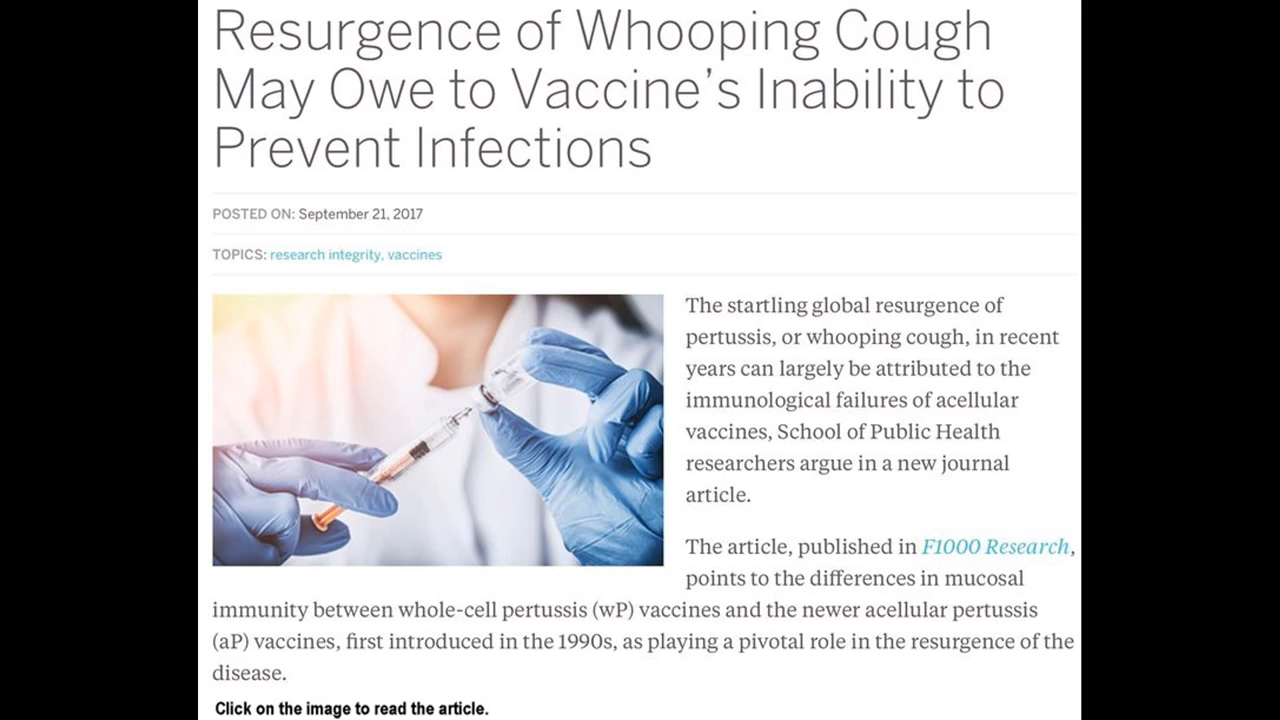 Resurgence of Whooping Cough
May Owe to Vaccine’s Inability to
Prevent Infections
POSTED ON: September 21, 2017
TOPICS: research integrity, vaccines
The startling global resurgence of
pertussis, or whooping cough, in recent
years can largely be attributed to the
immunological failures of acellular
vaccines, School of Public Health
researchers argue in a new journal
article.
The article, published in F1000 Research,
points to the differences in mucosal
immunity between whole-cell pertussis (wP) vaccines and the newer acellular pertussis
(aP) vaccines, first introduced in the 1990s, as playing a pivotal role in the resurgence of the
disease.
Click on the image to read the article.